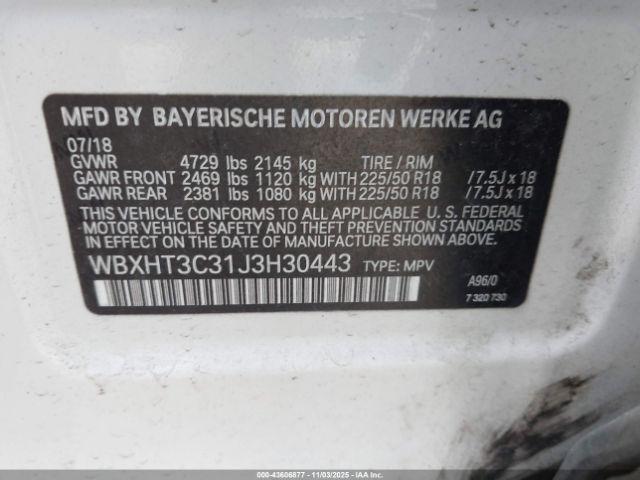 MFD BY BAYERISCHE MOTOREN WERKE AG
07/18
GVWR 4729 lbs 2145 kg TIRE / RIM
GAWR FRONT 2469 lbs 1120 kg WITH 225/50 R18 /7.5J x 18
GAWR REAR 2381 lbs 1080 kg WITH 225/50 R18 /7.5J x 18
THIS VEHICLE CONFORMS TO ALL APPLICABLE U. S. FEDERAL
MOTOR VEHICLE SAFETY AND THEFT PREVENTION STANDARDS
IN EFFECT ON THE DATE OF MANUFACTURE SHOWN ABOVE.
WBXHT3C31J3H30443 TYPE: MPV
A96/0
7 320 730
000-43606877 - 11/03/2025 - IAAI.COM